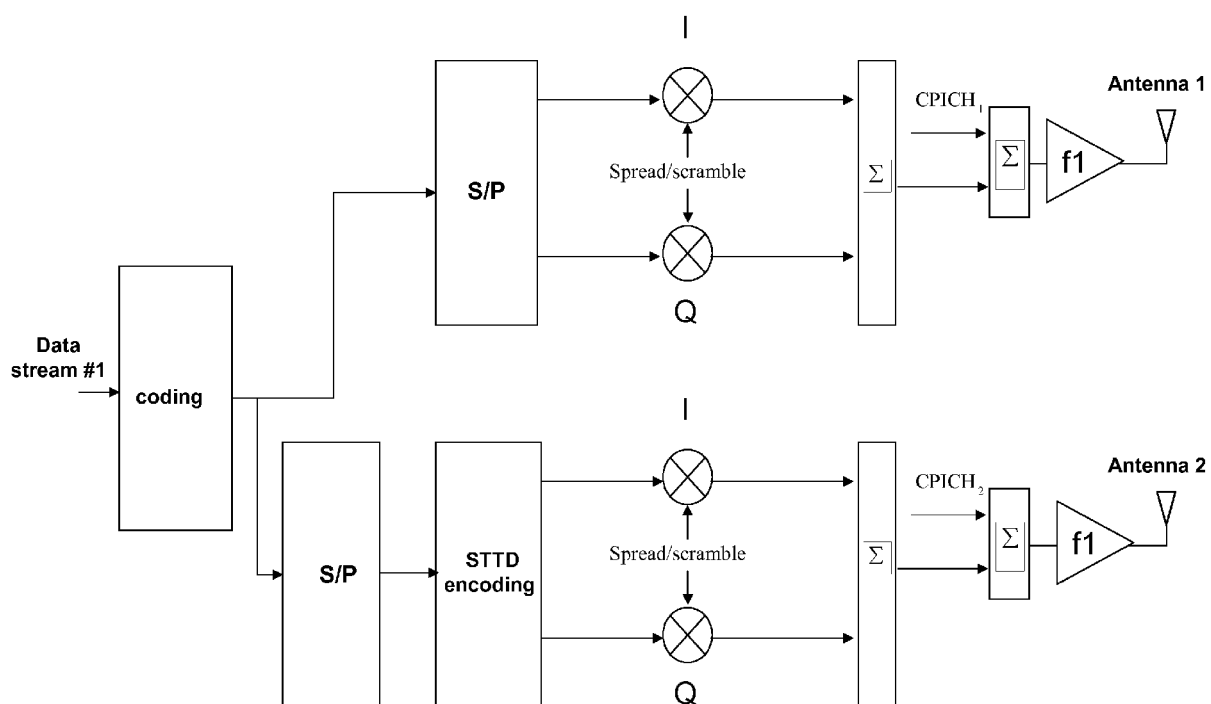 I
S/P
Spread/scramble
Q
Σ
CPICH₁
Σ
f1
Antenna 1
Data
stream #1
coding
I
S/P
STTD
encoding
Spread/scramble
Q
Σ
CPICH₂
Σ
f1
Antenna 2